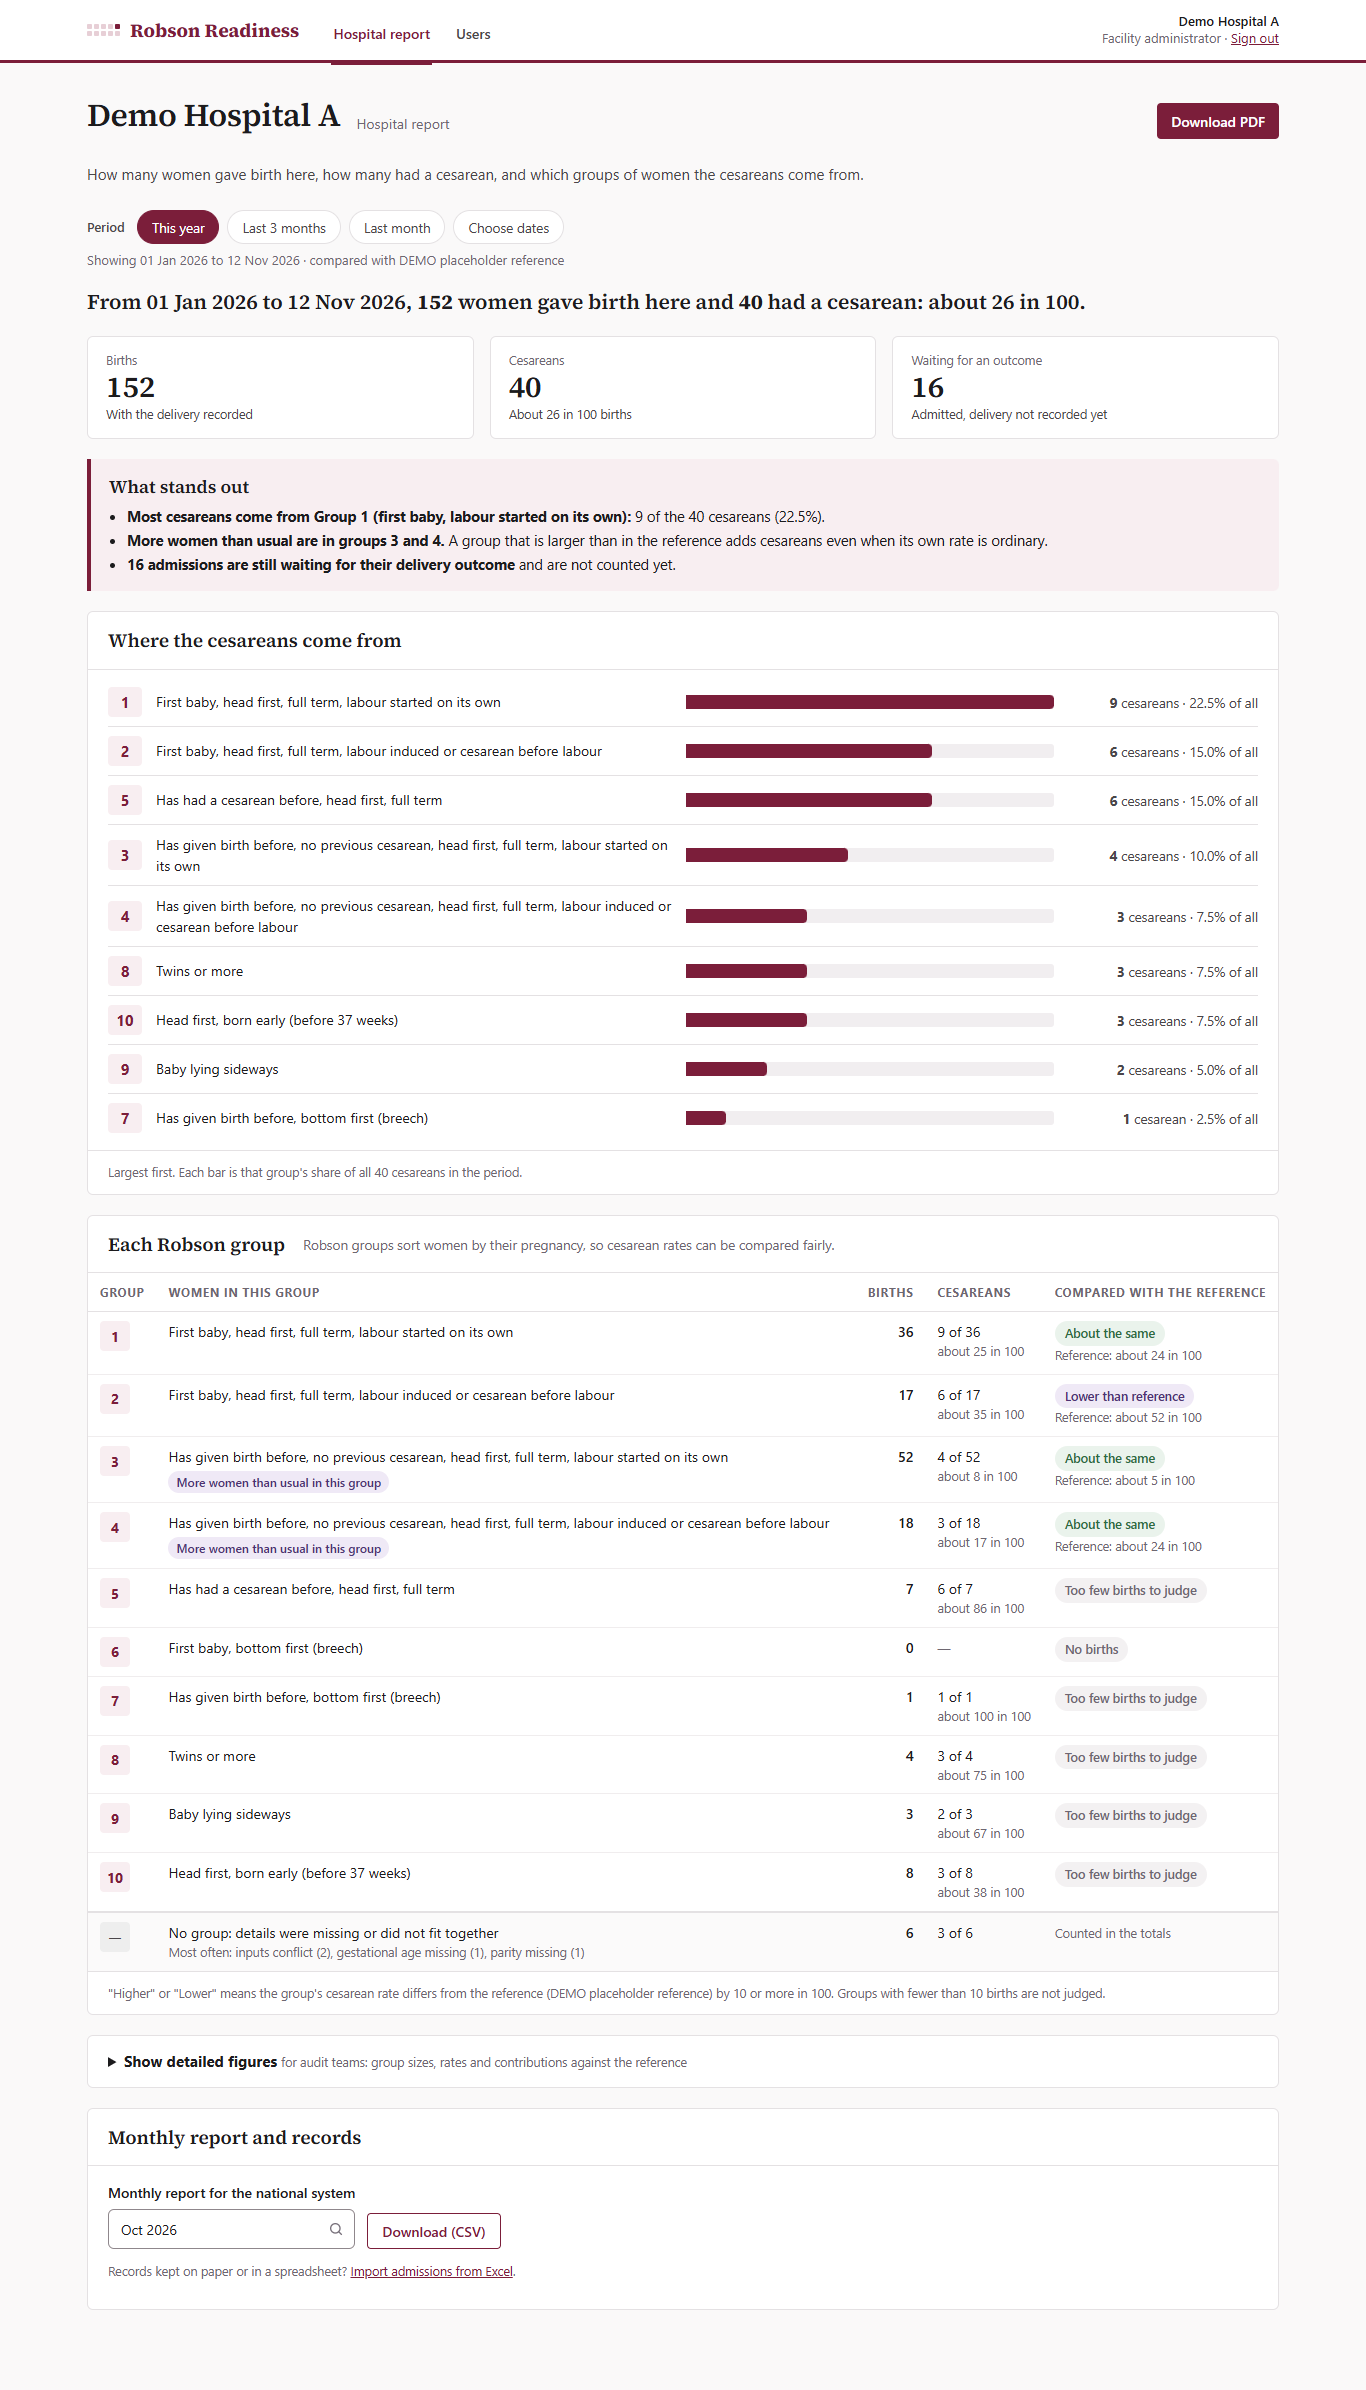 Robson Readiness
Hospital report
Users
Demo Hospital A
Facility administrator · Sign out
Demo Hospital A
Hospital report
Download PDF
How many women gave birth here, how many had a cesarean, and which groups of women the cesareans come from.
Period
This year
Last 3 months
Last month
Choose dates
Showing 01 Jan 2026 to 12 Nov 2026 · compared with DEMO placeholder reference
From 01 Jan 2026 to 12 Nov 2026, 152 women gave birth here and 40 had a cesarean: about 26 in 100.
Births
152
With the delivery recorded
Cesareans
40
About 26 in 100 births
Waiting for an outcome
16
Admitted, delivery not recorded yet
What stands out
• Most cesareans come from Group 1 (first baby, labour started on its own): 9 of the 40 cesareans (22.5%).
• More women than usual are in groups 3 and 4. A group that is larger than in the reference adds cesareans even when its own rate is ordinary.
• 16 admissions are still waiting for their delivery outcome and are not counted yet.
Where the cesareans come from
1 First baby, head first, full term, labour started on its own 9 cesareans · 22.5% of all
2 First baby, head first, full term, labour induced or cesarean before labour 6 cesareans · 15.0% of all
5 Has had a cesarean before, head first, full term 6 cesareans · 15.0% of all
3 Has given birth before, no previous cesarean, head first, full term, labour started on
its own
4 cesareans · 10.0% of all
4 Has given birth before, no previous cesarean, head first, full term, labour induced or
cesarean before labour
3 cesareans · 7.5% of all
8 Twins or more 3 cesareans · 7.5% of all
10 Head first, born early (before 37 weeks) 3 cesareans · 7.5% of all
9 Baby lying sideways 2 cesareans · 5.0% of all
7 Has given birth before, bottom first (breech) 1 cesarean · 2.5% of all
Largest first. Each bar is that group's share of all 40 cesareans in the period.
Each Robson group
Robson groups sort women by their pregnancy, so cesarean rates can be compared fairly.
GROUP WOMEN IN THIS GROUP BIRTHS CESAREANS COMPARED WITH THE REFERENCE
1 First baby, head first, full term, labour started on its own 36 9 of 36 About the same
about 25 in 100 Reference: about 24 in 100
2 First baby, head first, full term, labour induced or cesarean before labour 17 6 of 17 Lower than reference
about 35 in 100 Reference: about 52 in 100
3 Has given birth before, no previous cesarean, head first, full term, labour started on its own 52 4 of 52 About the same
More women than usual in this group about 8 in 100 Reference: about 5 in 100
4 Has given birth before, no previous cesarean, head first, full term, labour induced or cesarean before labour 18 3 of 18 About the same
More women than usual in this group about 17 in 100 Reference: about 24 in 100
5 Has had a cesarean before, head first, full term 7 6 of 7 Too few births to judge
about 86 in 100
6 First baby, bottom first (breech) 0 — No births
7 Has given birth before, bottom first (breech) 1 1 of 1 Too few births to judge
about 100 in 100
8 Twins or more 4 3 of 4 Too few births to judge
about 75 in 100
9 Baby lying sideways 3 2 of 3 Too few births to judge
about 67 in 100
10 Head first, born early (before 37 weeks) 8 3 of 8 Too few births to judge
about 38 in 100
— No group: details were missing or did not fit together 6 3 of 6 Counted in the totals
Most often: inputs conflict (2), gestational age missing (1), parity missing (1)
"Higher" or "Lower" means the group's cesarean rate differs from the reference (DEMO placeholder reference) by 10 or more in 100. Groups with fewer than 10 births are not judged.
Show detailed figures for audit teams: group sizes, rates and contributions against the reference
Monthly report and records
Monthly report for the national system
Oct 2026
Download (CSV)
Records kept on paper or in a spreadsheet? Import admissions from Excel.